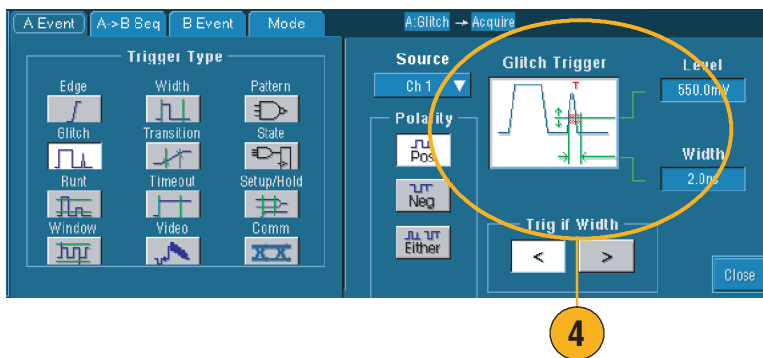 A Event A->B Seq B Event Mode
A:Glitch → Acquire
Trigger Type
Edge Width Pattern
Glitch Transition State
Runt Timeout Setup/Hold
Window Video Comm
Source
Ch 1
Polarity
Pos
Neg
Either
Glitch Trigger
T
Level
550.0mV
Width
2.0ns
Trig if Width
< >
Close
4